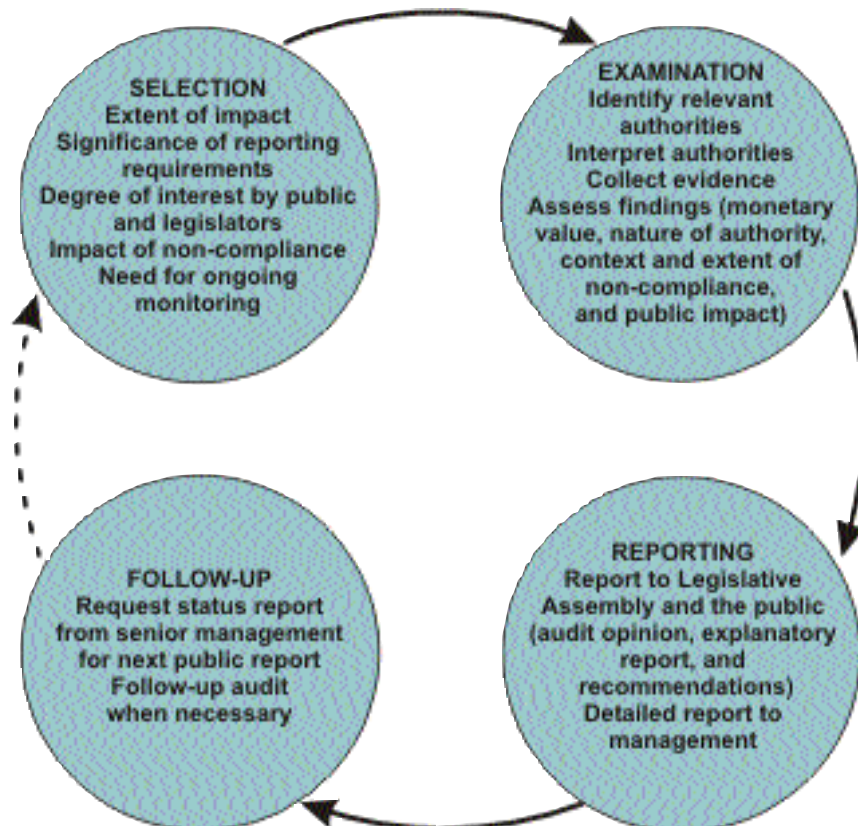 SELECTION
Extent of impact
Significance of reporting
requirements
Degree of interest by public
and legislators
Impact of non-compliance
Need for ongoing
monitoring
EXAMINATION
Identify relevant
authorities
Interpret authorities
Collect evidence
Assess findings (monetary
value, nature of authority,
context and extent of
non-compliance,
and public impact)
REPORTING
Report to Legislative
Assembly and the public
(audit opinion, explanatory
report, and
recommendations)
Detailed report to
management
FOLLOW-UP
Request status report
from senior management
for next public report
Follow-up audit
when necessary